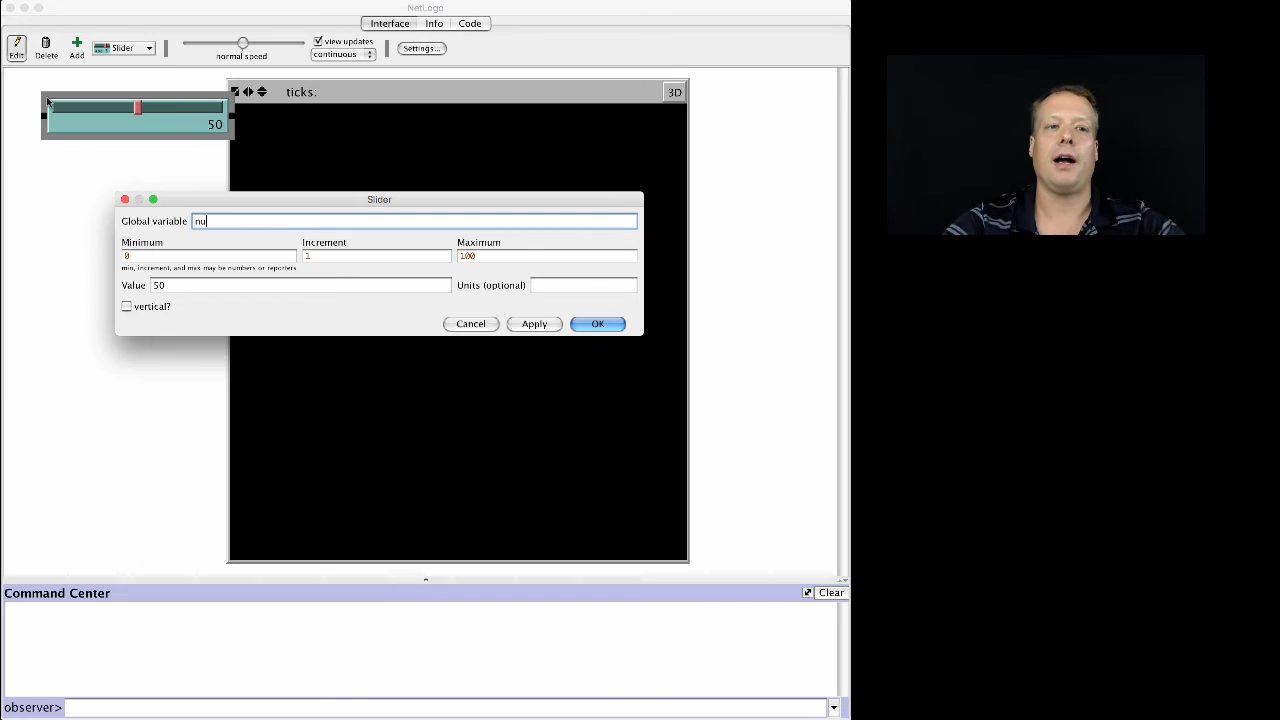 NetLogo
Interface Info Code
Edit Delete Add Slider normal speed view updates continuous Settings...
ticks: 3D
50
Slider
Global variable nu
Minimum Increment Maximum
0 1 100
min, increment, and max may be numbers or reporters
Value 50 Units (optional)
vertical?
Cancel Apply OK
Command Center Clear
observer>